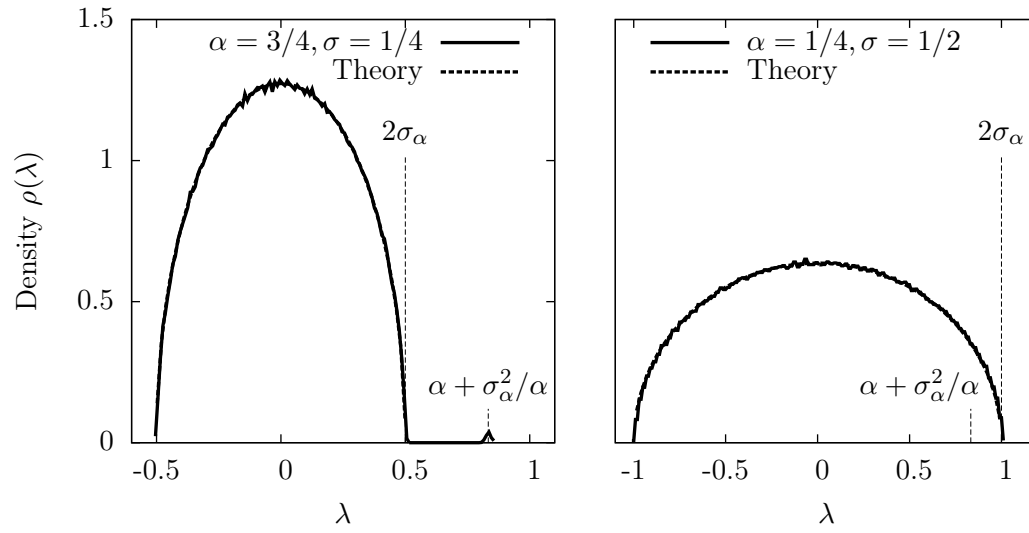 Density ρ(λ)
1.5
1
0.5
0
α = 3/4, σ = 1/4
Theory
2σ_α
α + σ_α^2/α
-0.5
0
0.5
1
λ
α = 1/4, σ = 1/2
Theory
2σ_α
α + σ_α^2/α
-1
-0.5
0
0.5
1
λ